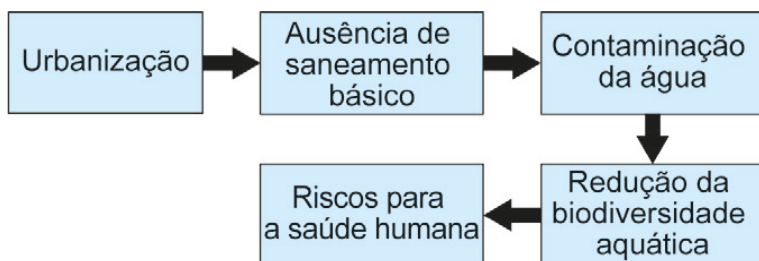 Urbanização
Ausência de
saneamento
básico
Contaminação
da água
Redução da
biodiversidade
aquática
Riscos para
a saúde humana